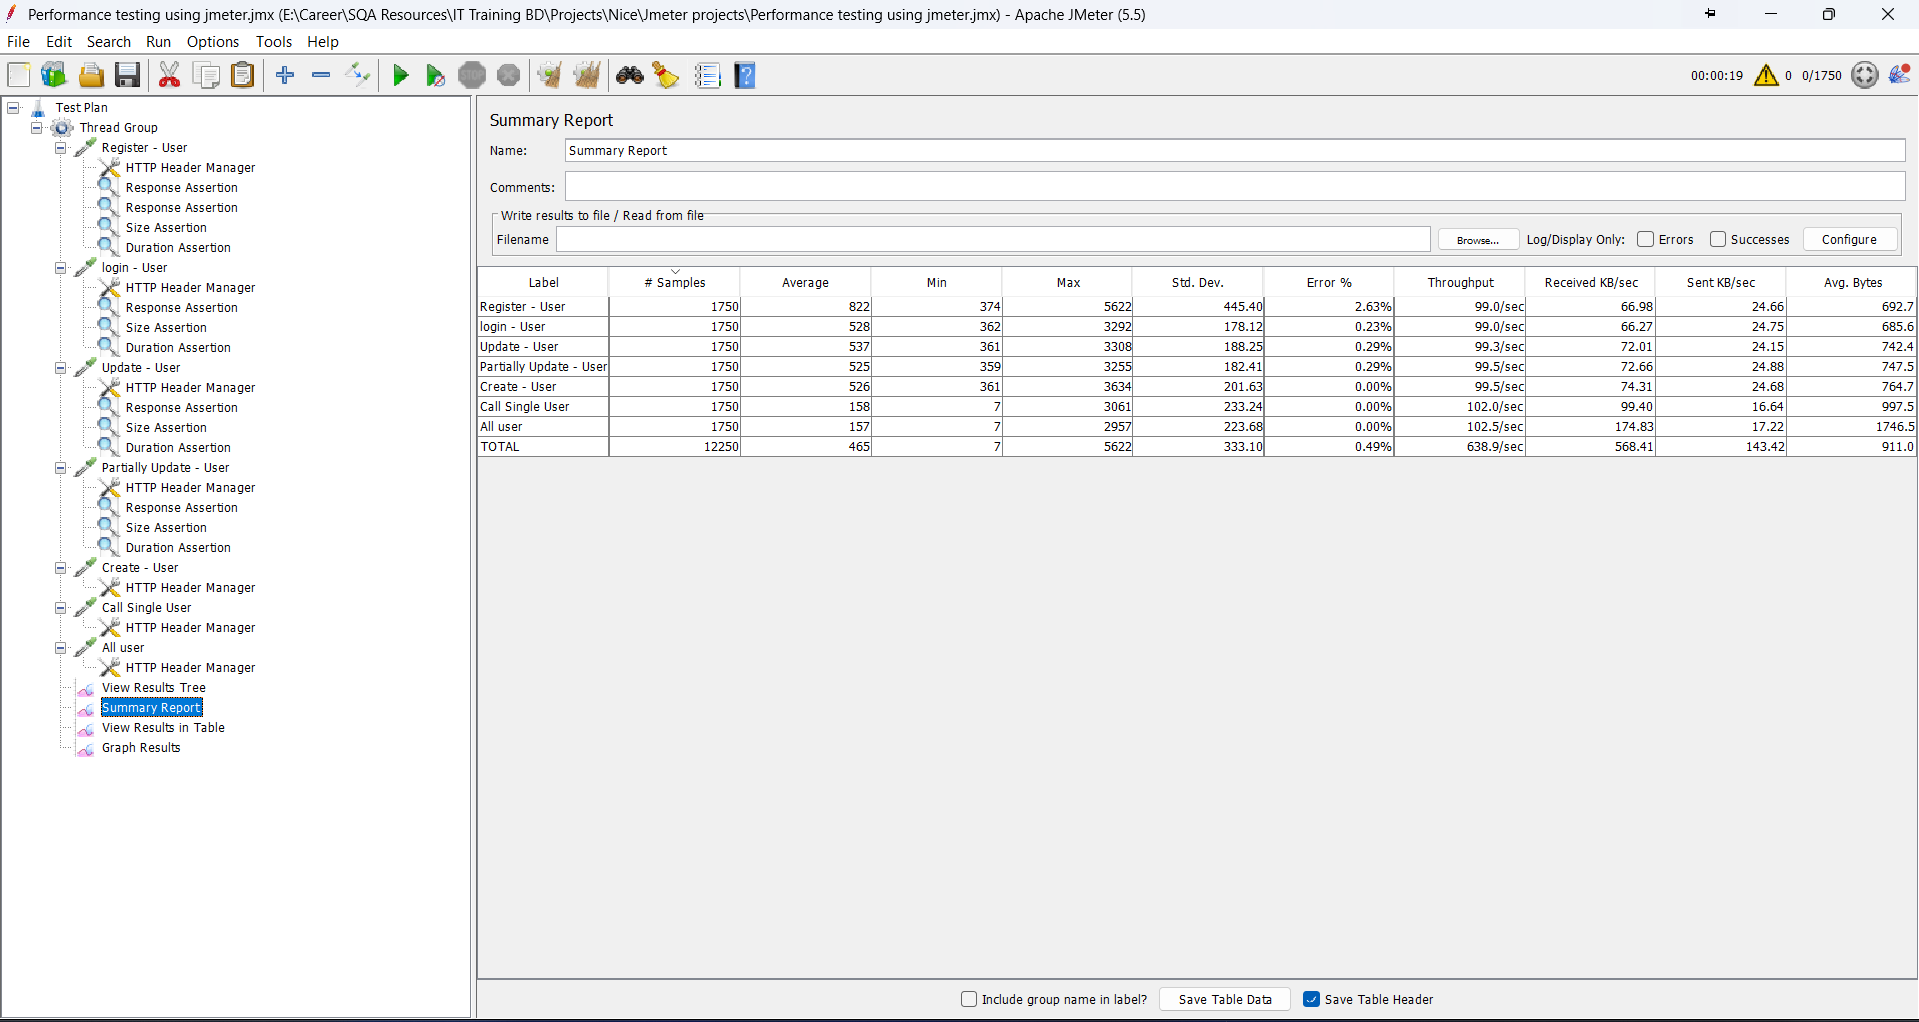 Performance testing using jmeter.jmx (E:\Career\SQA Resources\IT Training BD\Projects\Nice\Jmeter projects\Performance testing using jmeter.jmx) - Apache JMeter (5.5)
File Edit Search Run Options Tools Help
STOP
00:00:19 0 0/1750
Test Plan
Thread Group
Register - User
HTTP Header Manager
Response Assertion
Response Assertion
Size Assertion
Duration Assertion
login - User
HTTP Header Manager
Response Assertion
Size Assertion
Duration Assertion
Update - User
HTTP Header Manager
Response Assertion
Size Assertion
Duration Assertion
Partially Update - User
HTTP Header Manager
Response Assertion
Size Assertion
Duration Assertion
Create - User
HTTP Header Manager
Call Single User
HTTP Header Manager
All user
HTTP Header Manager
View Results Tree
Summary Report
View Results in Table
Graph Results
Summary Report
Name: Summary Report
Comments:
Write results to file / Read from file
Filename Browse... Log/Display Only: Errors Successes Configure
Label # Samples Average Min Max Std. Dev. Error % Throughput Received KB/sec Sent KB/sec Avg. Bytes
Register - User 1750 822 374 5622 445.40 2.63% 99.0/sec 66.98 24.66 692.7
login - User 1750 528 362 3292 178.12 0.23% 99.0/sec 66.27 24.75 685.6
Update - User 1750 537 361 3308 188.25 0.29% 99.3/sec 72.01 24.15 742.4
Partially Update - User 1750 525 359 3255 182.41 0.29% 99.5/sec 72.66 24.88 747.5
Create - User 1750 526 361 3634 201.63 0.00% 99.5/sec 74.31 24.68 764.7
Call Single User 1750 158 7 3061 233.24 0.00% 102.0/sec 99.40 16.64 997.5
All user 1750 157 7 2957 223.68 0.00% 102.5/sec 174.83 17.22 1746.5
TOTAL 12250 465 7 5622 333.10 0.49% 638.9/sec 568.41 143.42 911.0
Include group name in label? Save Table Data Save Table Header